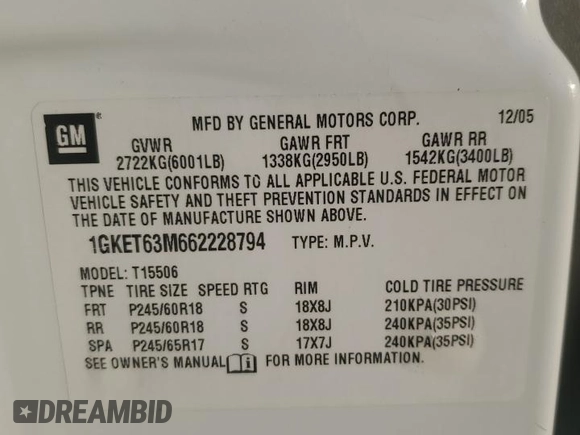 MFD BY GENERAL MOTORS CORP. 12/05
GM
GVWR GAWR FRT GAWR RR
2722KG(6001LB) 1338KG(2950LB) 1542KG(3400LB)
THIS VEHICLE CONFORMS TO ALL APPLICABLE U.S. FEDERAL MOTOR
VEHICLE SAFETY AND THEFT PREVENTION STANDARDS IN EFFECT ON
THE DATE OF MANUFACTURE SHOWN ABOVE.
1GKET63M662228794 TYPE: M.P.V.
MODEL: T15506
TPNE TIRE SIZE SPEED RTG RIM COLD TIRE PRESSURE
FRT P245/60R18 S 18X8J 210KPA(30PSI)
RR P245/60R18 S 18X8J 240KPA(35PSI)
SPA P245/65R17 S 17X7J 240KPA(35PSI)
SEE OWNER'S MANUAL i FOR MORE INFORMATION.
DREAMBID